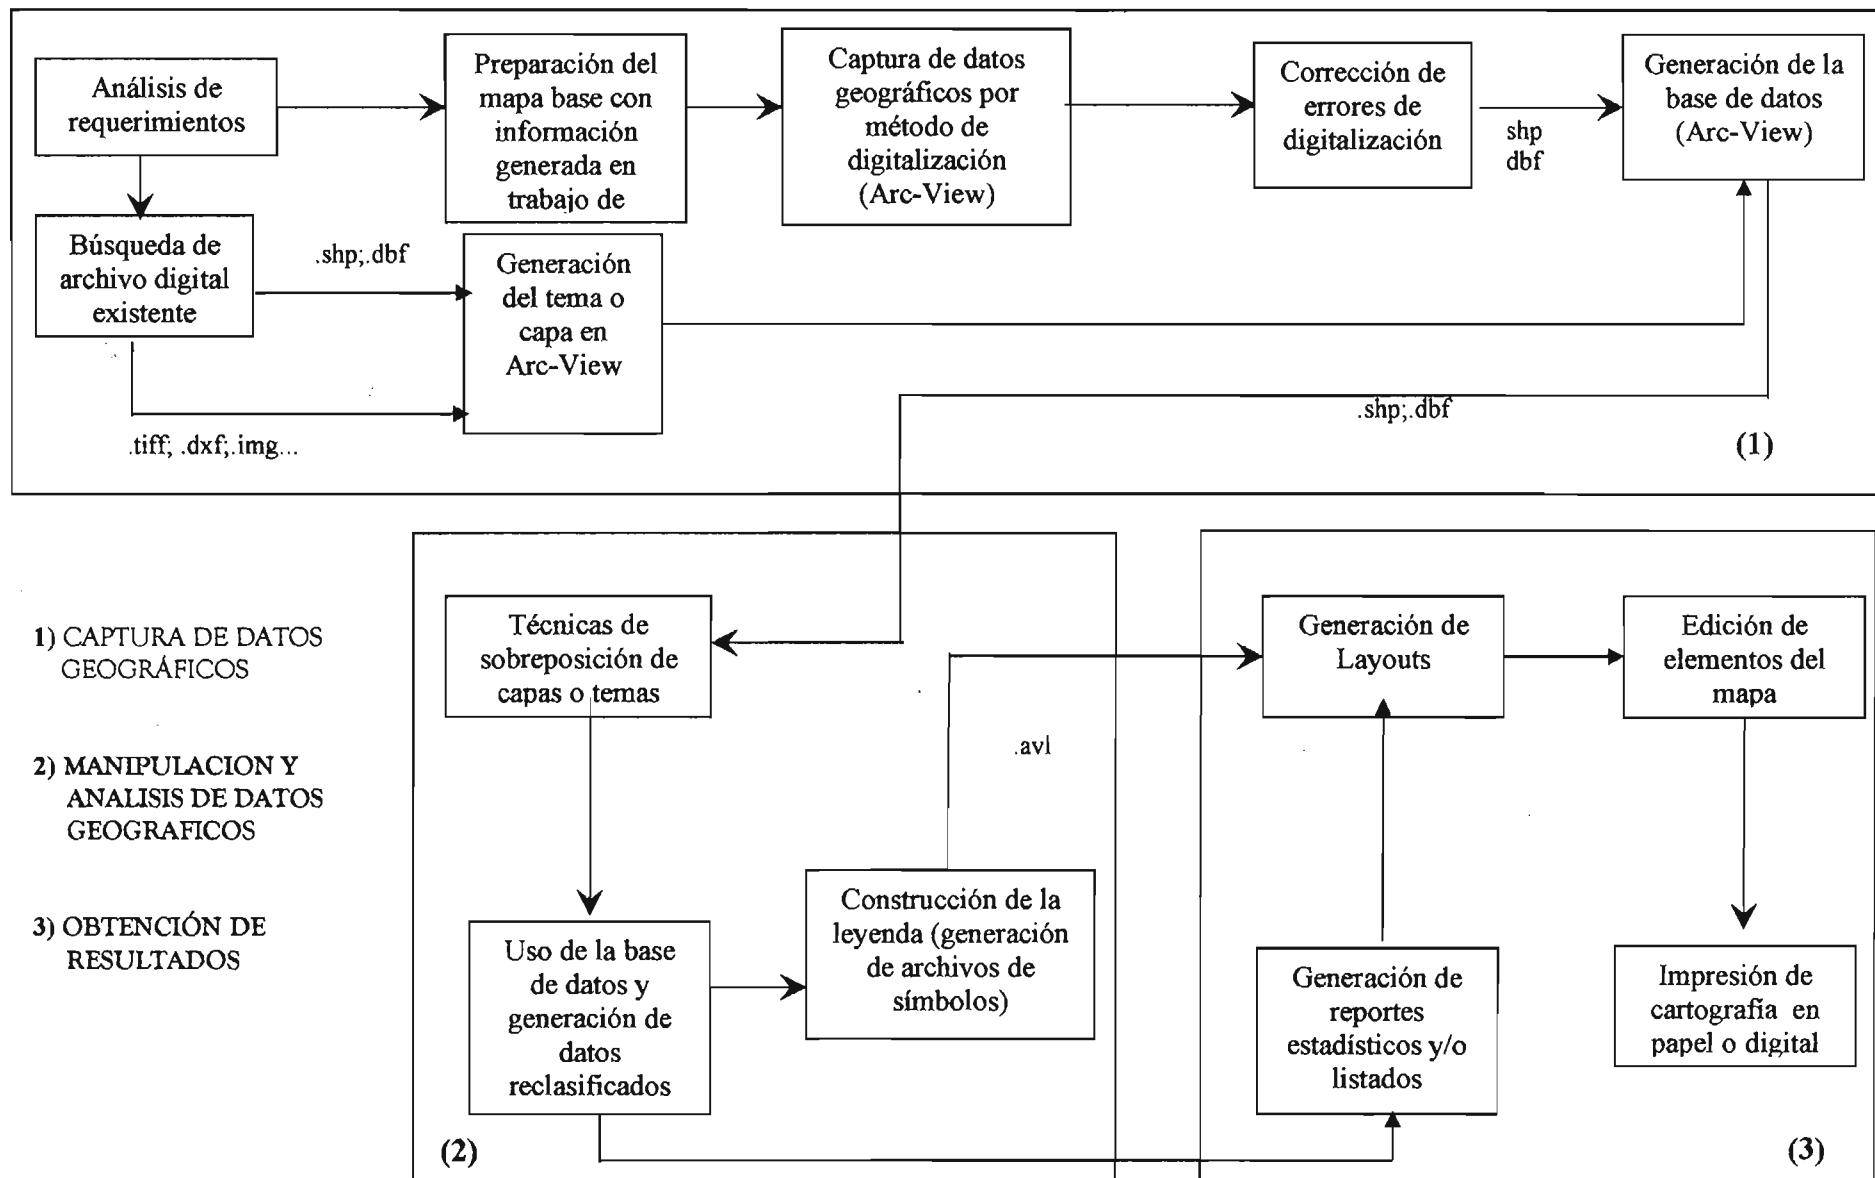 Análisis de
requerimientos
Preparación del
mapa base con
información
generada en
trabajo de
Captura de datos
geográficos por
método de
digitalización
(Arc-View)
Corrección de
errores de
digitalización
shp
dbf
Generación de la
base de datos
(Arc-View)
Búsqueda de
archivo digital
existente
.shp;.dbf
.tiff; .dxf;.img...
Generación
del tema o
capa en
Arc-View
.shp;.dbf
(1)
1) CAPTURA DE DATOS
GEOGRÁFICOS
2) MANIPULACION Y
ANALISIS DE DATOS
GEOGRAFICOS
3) OBTENCIÓN DE
RESULTADOS
Técnicas de
sobreposición de
capas o temas
Uso de la base
de datos y
generación de
datos
reclasificados
Construcción de la
leyenda (generación
de archivos de
símbolos)
.avl
(2)
Generación de
Layouts
Edición de
elementos del
mapa
Generación de
reportes
estadísticos y/o
listados
Impresión de
cartografía en
papel o digital
(3)